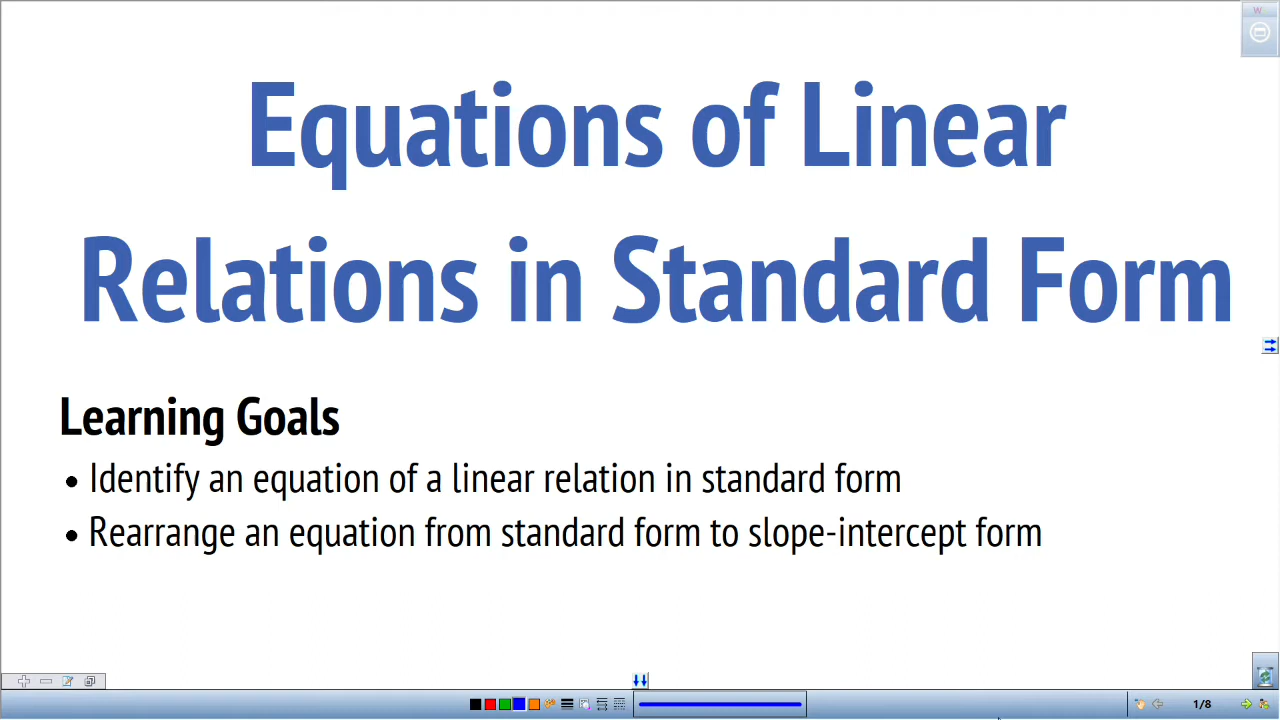 W
Equations of Linear
Relations in Standard Form
Learning Goals
• Identify an equation of a linear relation in standard form
• Rearrange an equation from standard form to slope-intercept form
1/8